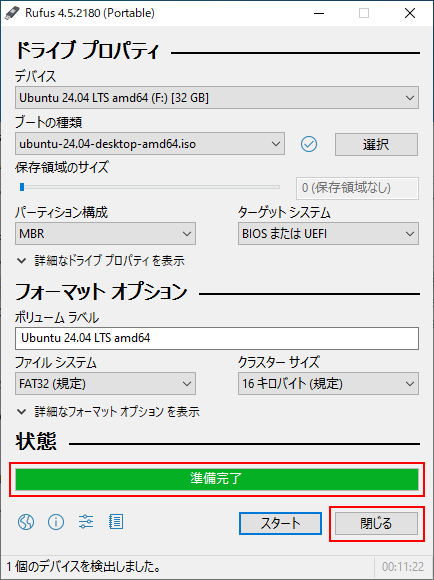 Rufus 4.5.2180 (Portable)
ドライブ プロパティ
デバイス
Ubuntu 24.04 LTS amd64 (F:) [32 GB]
ブートの種類
ubuntu-24.04-desktop-amd64.iso
選択
保存領域のサイズ
0 (保存領域なし)
パーティション構成
ターゲット システム
MBR
BIOS または UEFI
詳細なドライブ プロパティを表示
フォーマット オプション
ボリューム ラベル
Ubuntu 24.04 LTS amd64
ファイル システム
クラスター サイズ
FAT32 (規定)
16 キロバイト (規定)
詳細なフォーマット オプションを表示
状態
準備完了
スタート
閉じる
1 個のデバイスを検出しました。
00:11:22